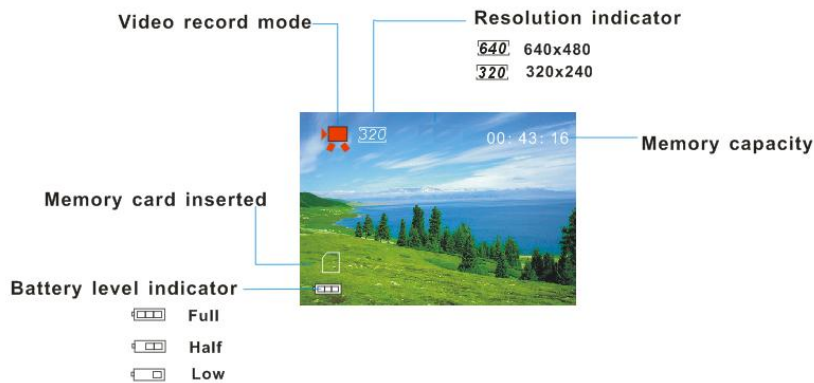 Video record mode
Resolution indicator
640 640x480
320 320x240
320
00:43:16
Memory capacity
Memory card inserted
Battery level indicator
Full
Half
Low